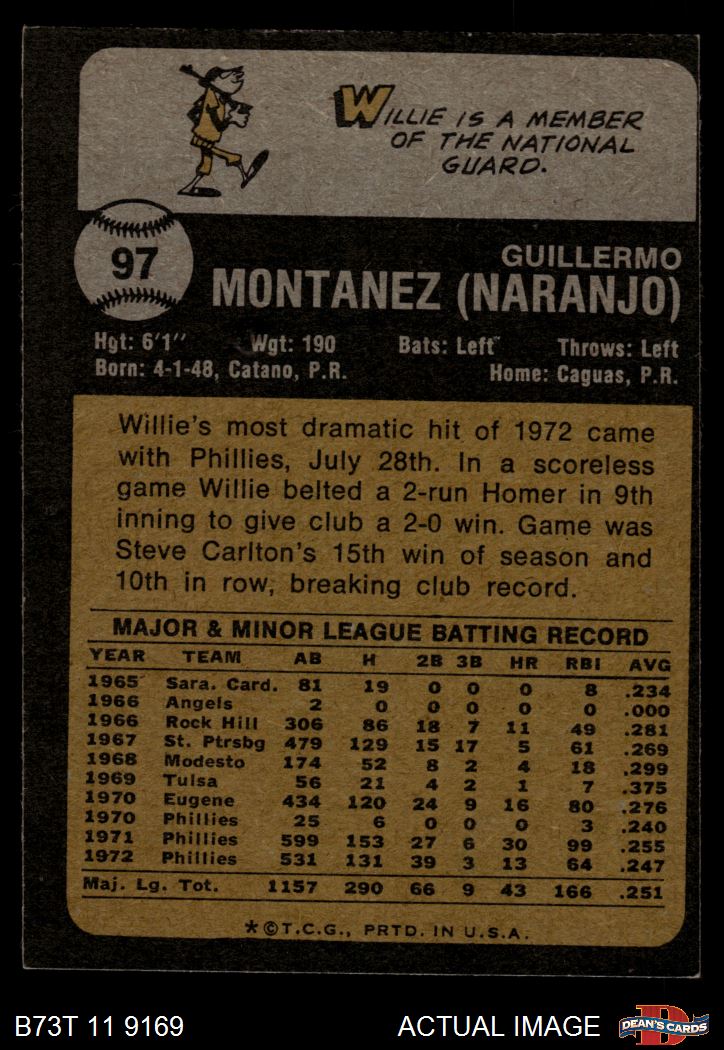 WILLIE IS A MEMBER
OF THE NATIONAL
GUARD.
97
GUILLERMO
MONTANEZ (NARANJO)
Hgt: 6'1" Wgt: 190 Bats: Left Throws: Left
Born: 4-1-48, Catano, P.R. Home: Caguas, P.R.
Willie's most dramatic hit of 1972 came
with Phillies, July 28th. In a scoreless
game Willie belted a 2-run Homer in 9th
inning to give club a 2-0 win. Game was
Steve Carlton's 15th win of season and
10th in row, breaking club record.
MAJOR & MINOR LEAGUE BATTING RECORD
YEAR TEAM AB H 2B 3B HR RBI AVG
1965 Sara. Card. 81 19 0 0 0 8 .234
1966 Angels 2 0 0 0 0 0 .000
1966 Rock Hill 306 86 18 7 11 49 .281
1967 St. Ptrsbg 479 129 15 17 5 61 .269
1968 Modesto 174 52 8 2 4 18 .299
1969 Tulsa 56 21 4 2 1 7 .375
1970 Eugene 434 120 24 9 16 80 .276
1970 Phillies 25 6 0 0 0 3 .240
1971 Phillies 599 153 27 6 30 99 .255
1972 Phillies 531 131 39 3 13 64 .247
Maj. Lg. Tot. 1157 290 66 9 43 166 .251
*©T.C.G., PRTD. IN U.S.A.
B73T 11 9169 ACTUAL IMAGE D DEAN'S CARDS